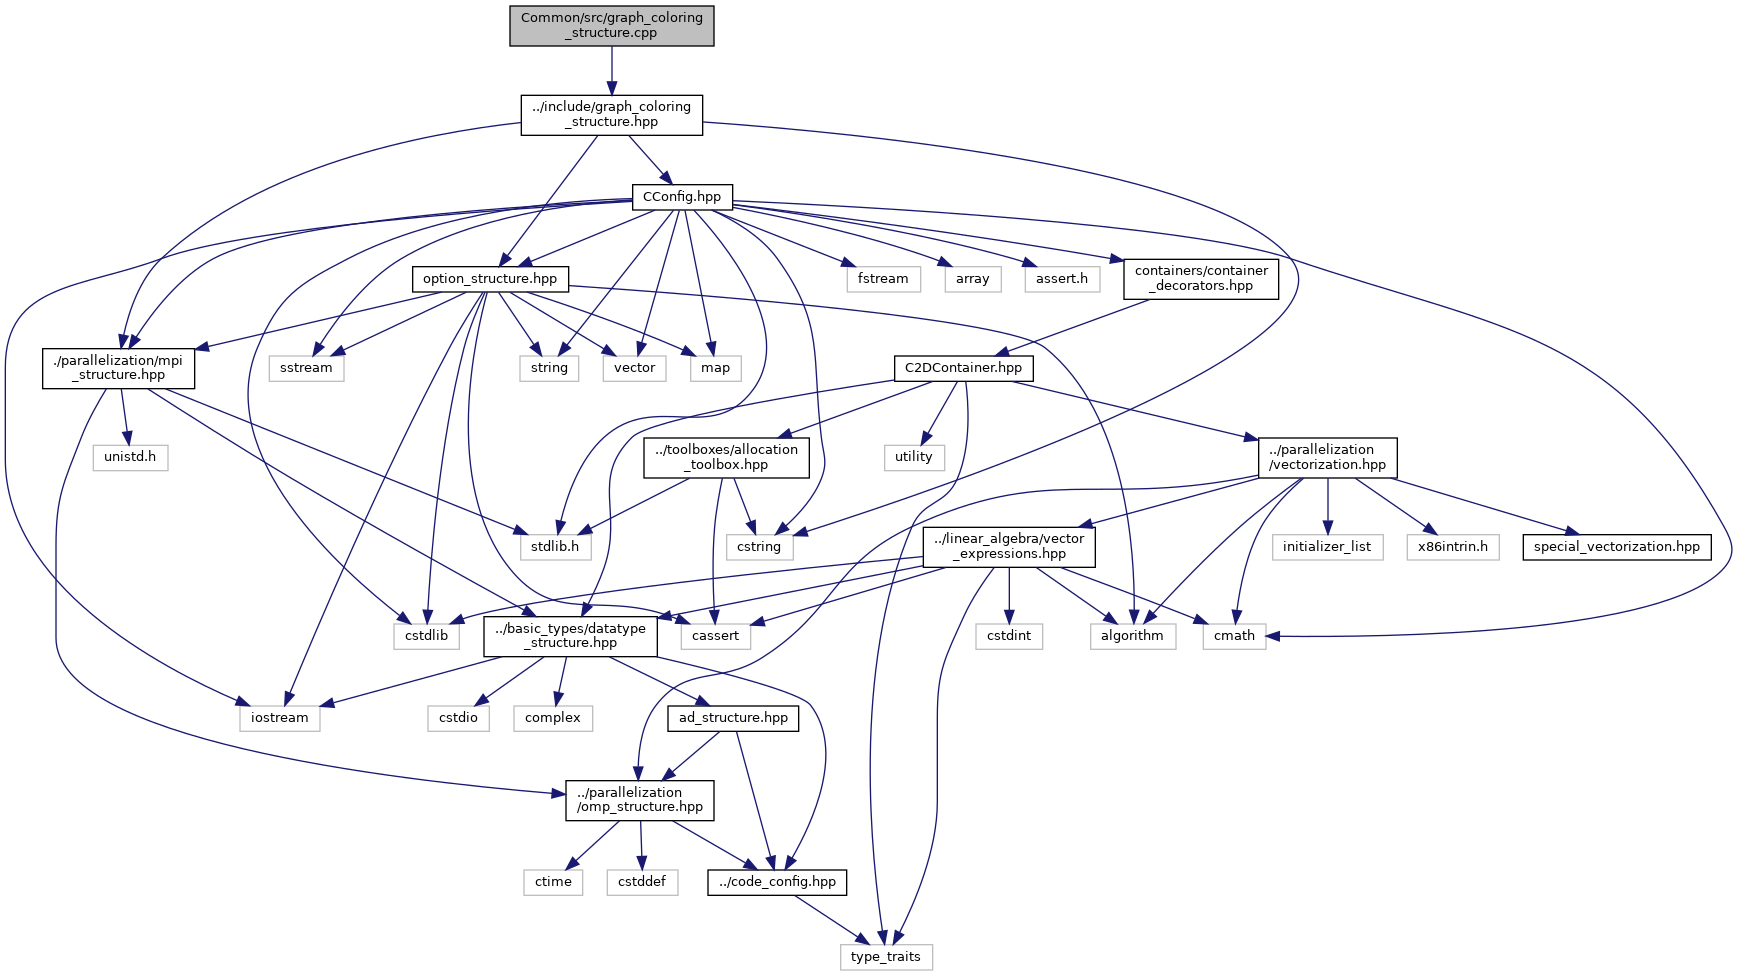 Common/src/graph_coloring
_structure.cpp
../include/graph_coloring
_structure.hpp
CConfig.hpp
option_structure.hpp
fstream
array
assert.h
containers/container
_decorators.hpp
./parallelization/mpi
_structure.hpp
sstream
string
vector
map
C2DContainer.hpp
unistd.h
../toolboxes/allocation
_toolbox.hpp
utility
../parallelization
/vectorization.hpp
stdlib.h
cstring
../linear_algebra/vector
_expressions.hpp
initializer_list
x86intrin.h
special_vectorization.hpp
cstdlib
../basic_types/datatype
_structure.hpp
cassert
cstdint
algorithm
cmath
iostream
cstdio
complex
ad_structure.hpp
../parallelization
/omp_structure.hpp
ctime
cstddef
../code_config.hpp
type_traits